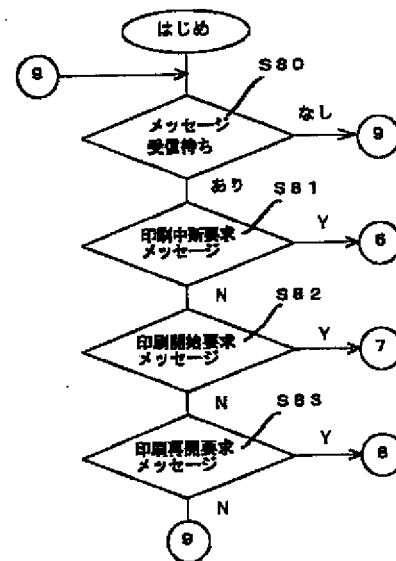 はじめ
9
S80
メッセージ
受信待ち
なし
9
あり
S81
印刷中断要求
メッセージ
Y
6
N
S82
印刷開始要求
メッセージ
Y
7
N
S83
印刷再開要求
メッセージ
Y
8
N
9